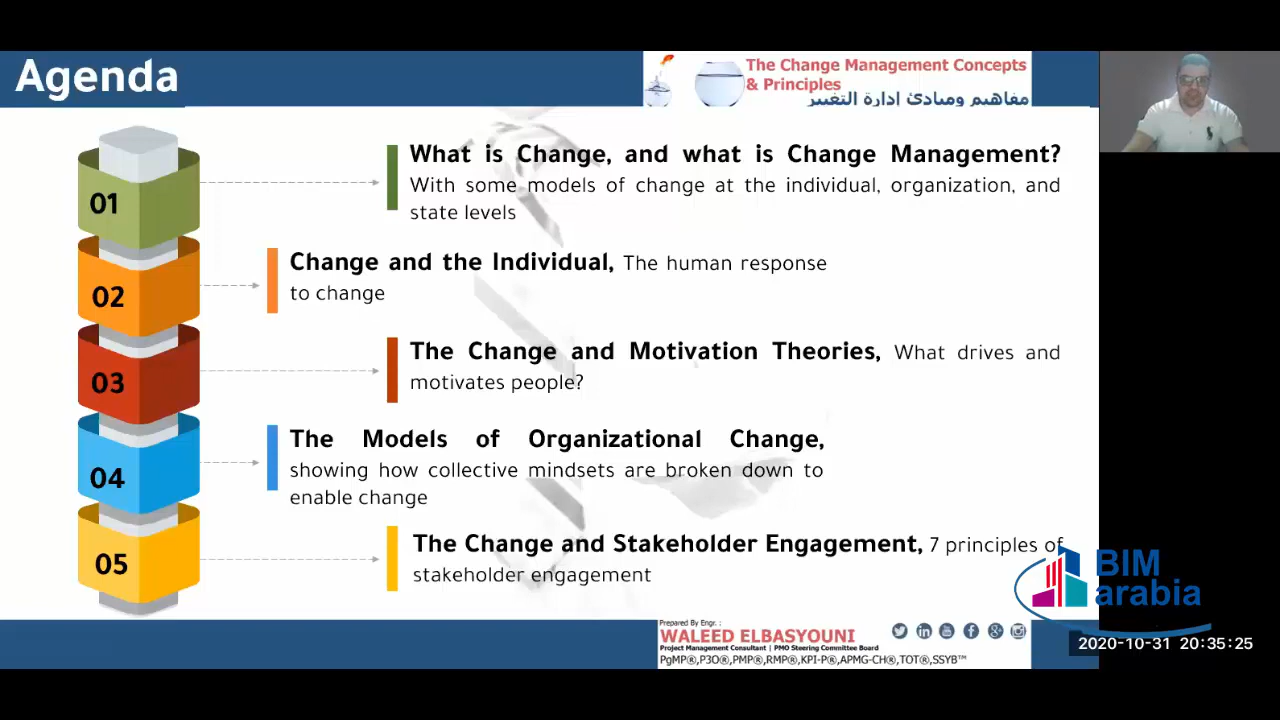 Agenda
The Change Management Concepts
& Principles
مفاهيم ومبادئ إدارة التغيير
01
What is Change, and what is Change Management?
With some models of change at the individual, organization, and
state levels
02
Change and the Individual, The human response
to change
03
The Change and Motivation Theories, What drives and
motivates people?
04
The Models of Organizational Change,
showing how collective mindsets are broken down to
enable change
05
The Change and Stakeholder Engagement, 7 principles of
stakeholder engagement
BIM
arabia
Prepared By Engr. :
WALEED ELBASYOUNI
Project Management Consultant | PMO Steering Committee Board
PgMP®,P3O®,PMP®,RMP®,KPI-P®,APMG-CH®,TOT®,SSYB™
2020-10-31 20:35:25